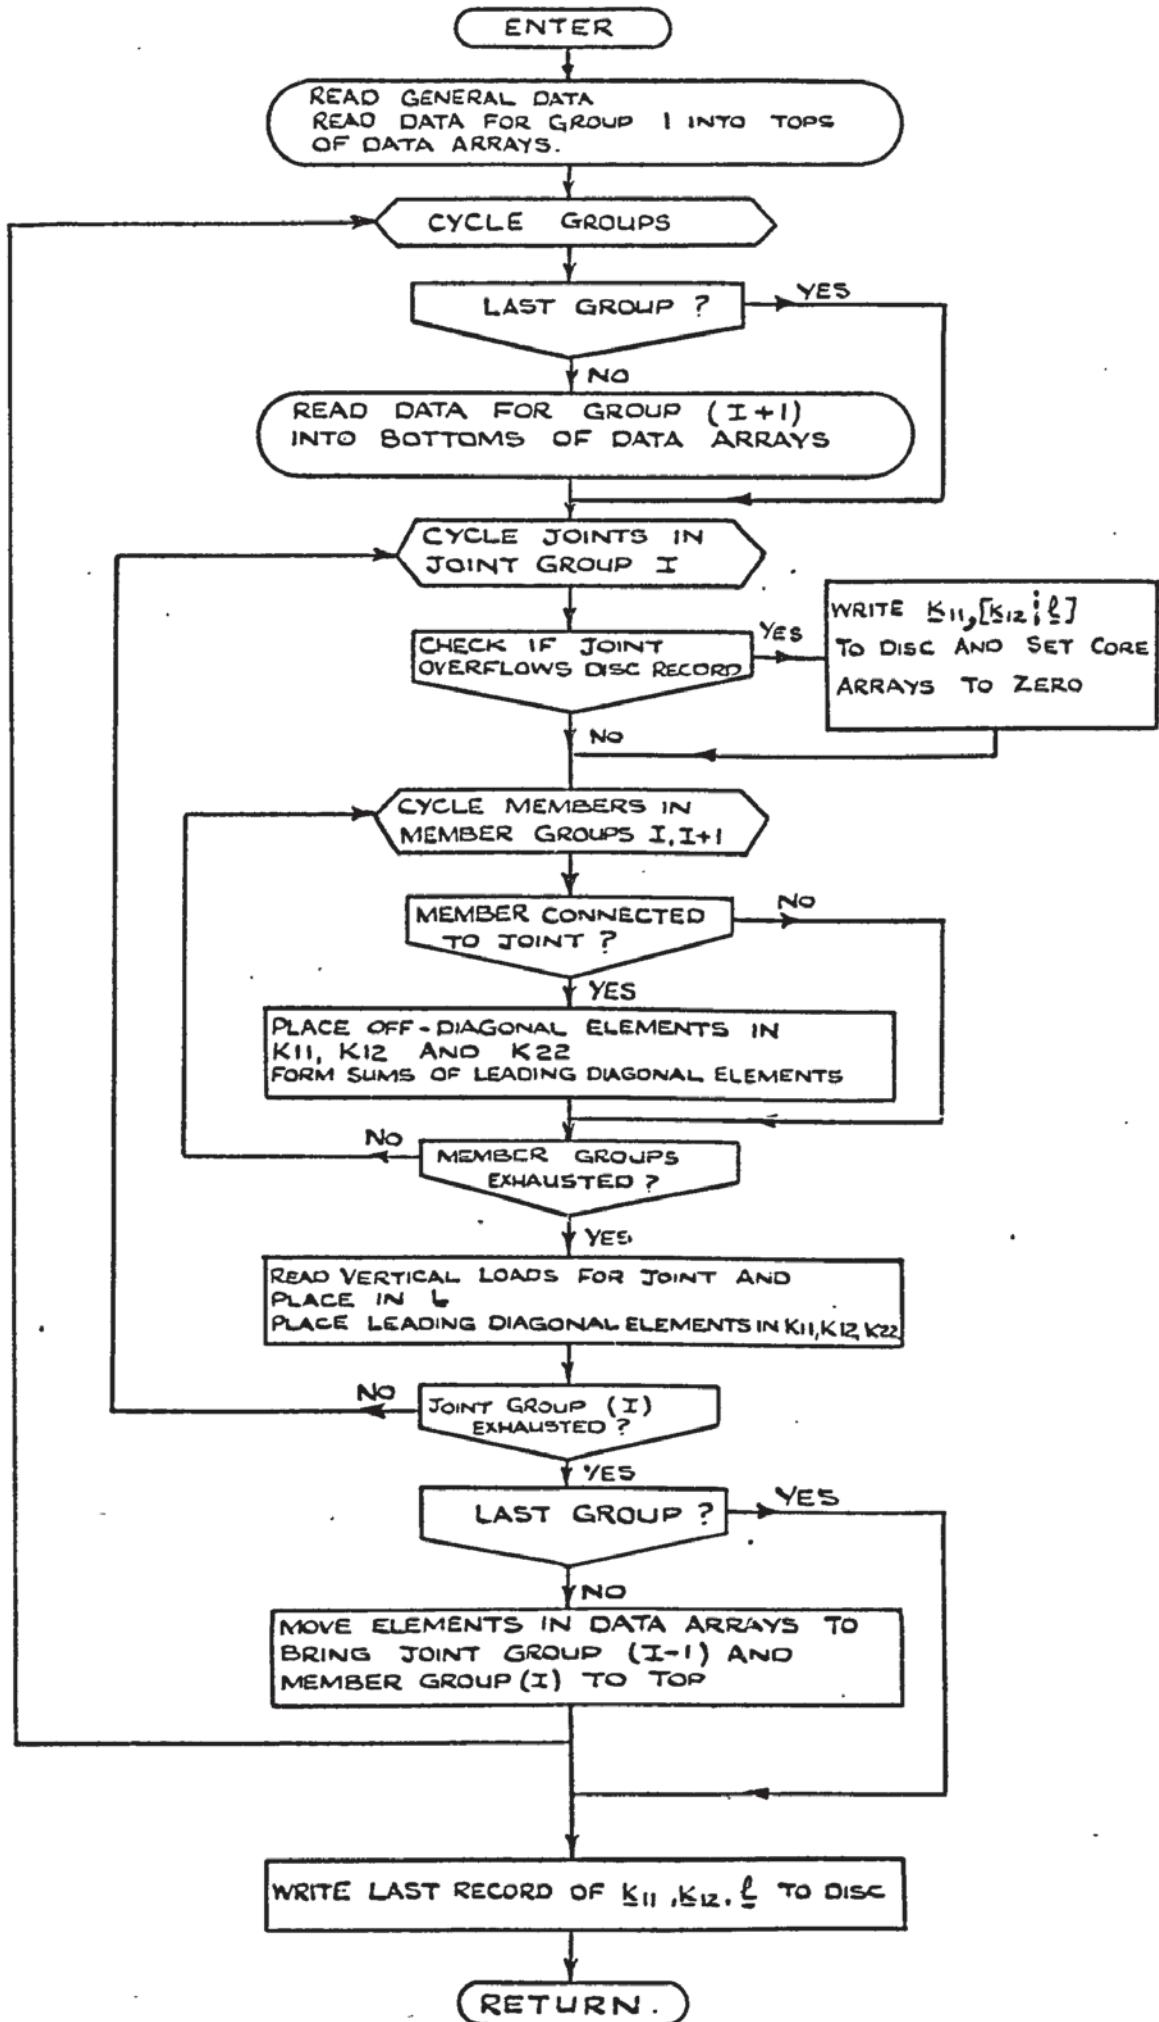 ENTER
READ GENERAL DATA
READ DATA FOR GROUP 1 INTO TOPS
OF DATA ARRAYS.
CYCLE GROUPS
LAST GROUP ?
YES
NO
READ DATA FOR GROUP (I+1)
INTO BOTTOMS OF DATA ARRAYS
CYCLE JOINTS IN
JOINT GROUP I
CHECK IF JOINT
OVERFLOWS DISC RECORD
YES
WRITE K11,[K12 ¦ ℓ]
TO DISC AND SET CORE
ARRAYS TO ZERO
NO
CYCLE MEMBERS IN
MEMBER GROUPS I, I+1
MEMBER CONNECTED
TO JOINT ?
NO
YES
PLACE OFF-DIAGONAL ELEMENTS IN
K11, K12 AND K22
FORM SUMS OF LEADING DIAGONAL ELEMENTS
NO
MEMBER GROUPS
EXHAUSTED ?
YES
READ VERTICAL LOADS FOR JOINT AND
PLACE IN L
PLACE LEADING DIAGONAL ELEMENTS IN K11, K12, K22
NO
JOINT GROUP (I)
EXHAUSTED ?
YES
LAST GROUP ?
YES
NO
MOVE ELEMENTS IN DATA ARRAYS TO
BRING JOINT GROUP (I-1) AND
MEMBER GROUP (I) TO TOP
WRITE LAST RECORD OF K11, K12, ℓ TO DISC
RETURN.